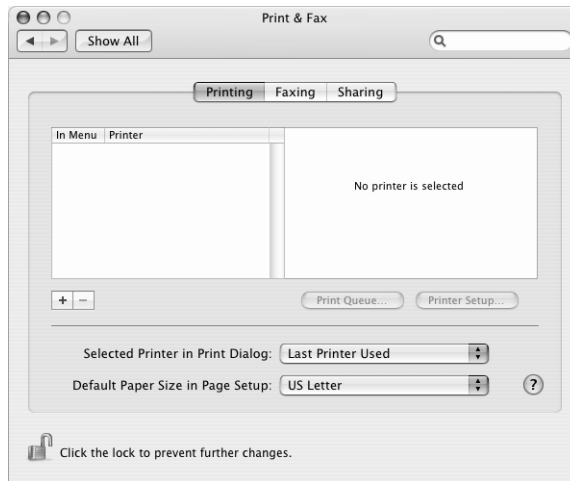 Print & Fax
Show All
Printing Faxing Sharing
In Menu Printer
No printer is selected
+ −
Print Queue... Printer Setup...
Selected Printer in Print Dialog: Last Printer Used
Default Paper Size in Page Setup: US Letter ?
Click the lock to prevent further changes.